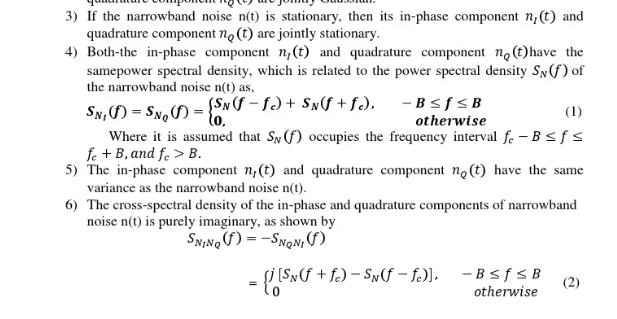 quadrature component n_Q(t) are jointly Gaussian.
3) If the narrowband noise n(t) is stationary, then its in-phase component n_I(t) and
quadrature component n_Q(t) are jointly stationary.
4) Both-the in-phase component n_I(t) and quadrature component n_Q(t)have the
samepower spectral density, which is related to the power spectral density S_N(f) of
the narrowband noise n(t) as,
S_{N_I}(f) = S_{N_Q}(f) = { S_N(f − f_c) + S_N(f + f_c), − B ≤ f ≤ B
0, otherwise (1)
Where it is assumed that S_N(f) occupies the frequency interval f_c − B ≤ f ≤
f_c + B, and f_c > B.
5) The in-phase component n_I(t) and quadrature component n_Q(t) have the same
variance as the narrowband noise n(t).
6) The cross-spectral density of the in-phase and quadrature components of narrowband
noise n(t) is purely imaginary, as shown by
S_{N_I N_Q}(f) = −S_{N_Q N_I}(f)
= { j [S_N(f + f_c) − S_N(f − f_c)], − B ≤ f ≤ B
0 otherwise (2)